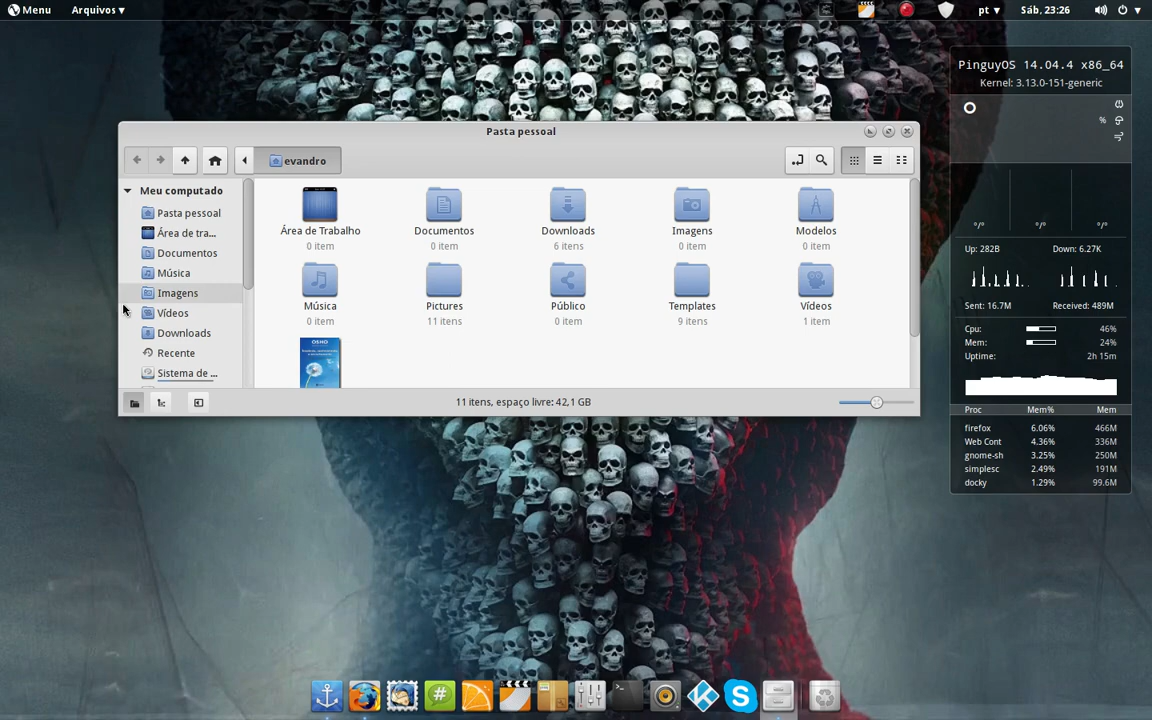 Menu
Arquivos ▾
pt ▾
Sáb, 23:26
PinguyOS 14.04.4 x86_64
Kernel: 3.13.0-151-generic
%
°/° °/° °/°
Up: 282B Down: 6.27K
Sent: 16.7M Received: 489M
Cpu: 46%
Mem: 24%
Uptime: 2h 15m
Proc Mem% Mem
firefox 6.06% 466M
Web Cont 4.36% 336M
gnome-sh 3.25% 250M
simplesc 2.49% 191M
docky 1.29% 99.6M
Pasta pessoal
evandro
Meu computado
Pasta pessoal
Área de tra...
Documentos
Música
Imagens
Vídeos
Downloads
Recente
Sistema de ...
Área de Trabalho
0 item
Documentos
0 item
Downloads
6 itens
Imagens
0 item
Modelos
0 item
Música
0 item
Pictures
11 itens
Público
0 item
Templates
9 itens
Vídeos
1 item
OSHO
11 itens, espaço livre: 42,1 GB